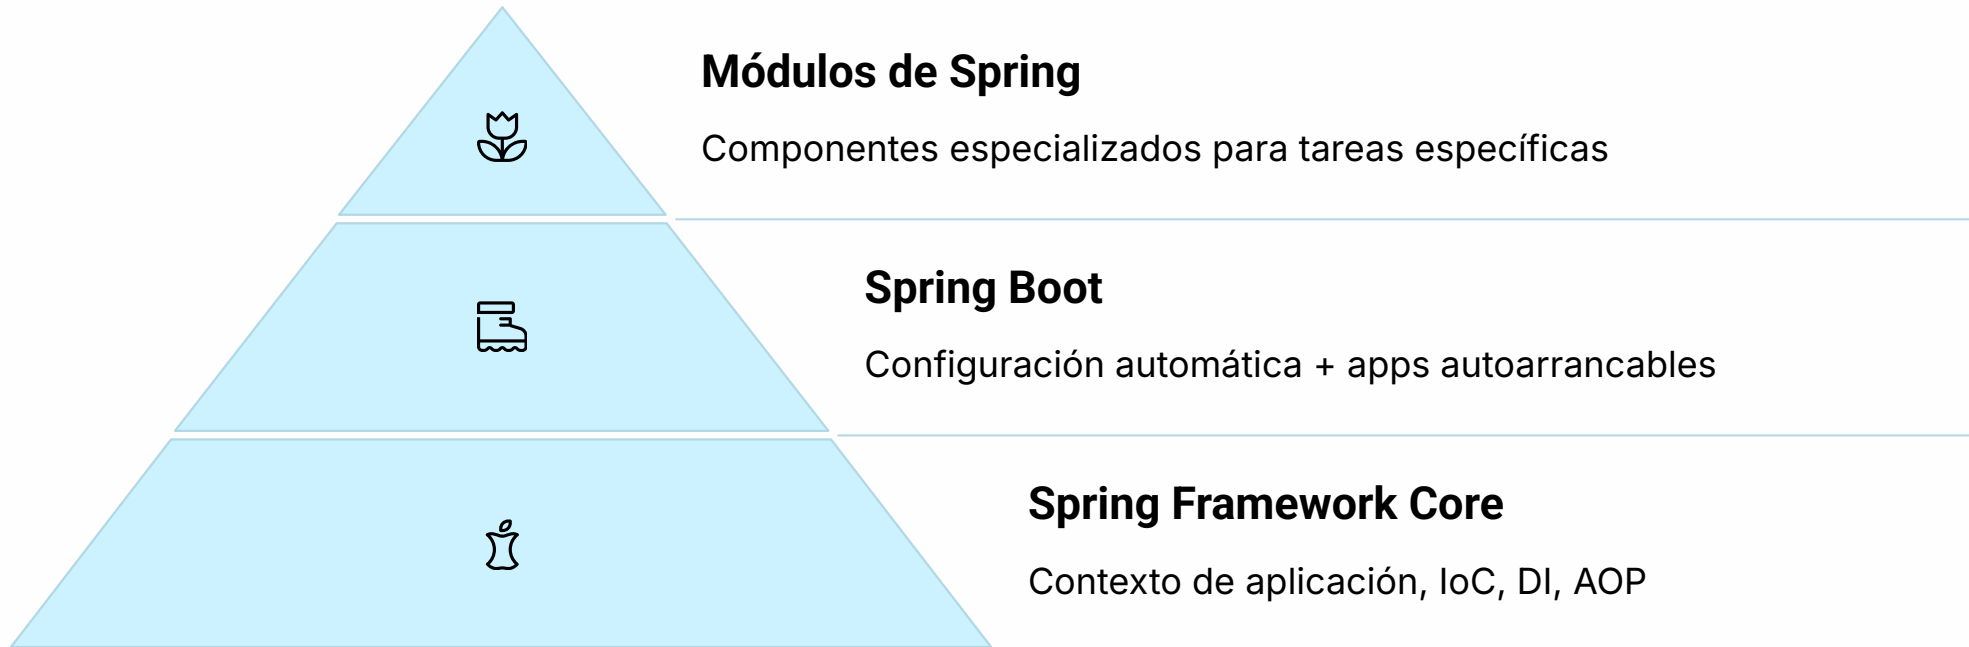 Módulos de Spring
Componentes especializados para tareas específicas
Spring Boot
Configuración automática + apps autoarrancables
Spring Framework Core
Contexto de aplicación, IoC, DI, AOP